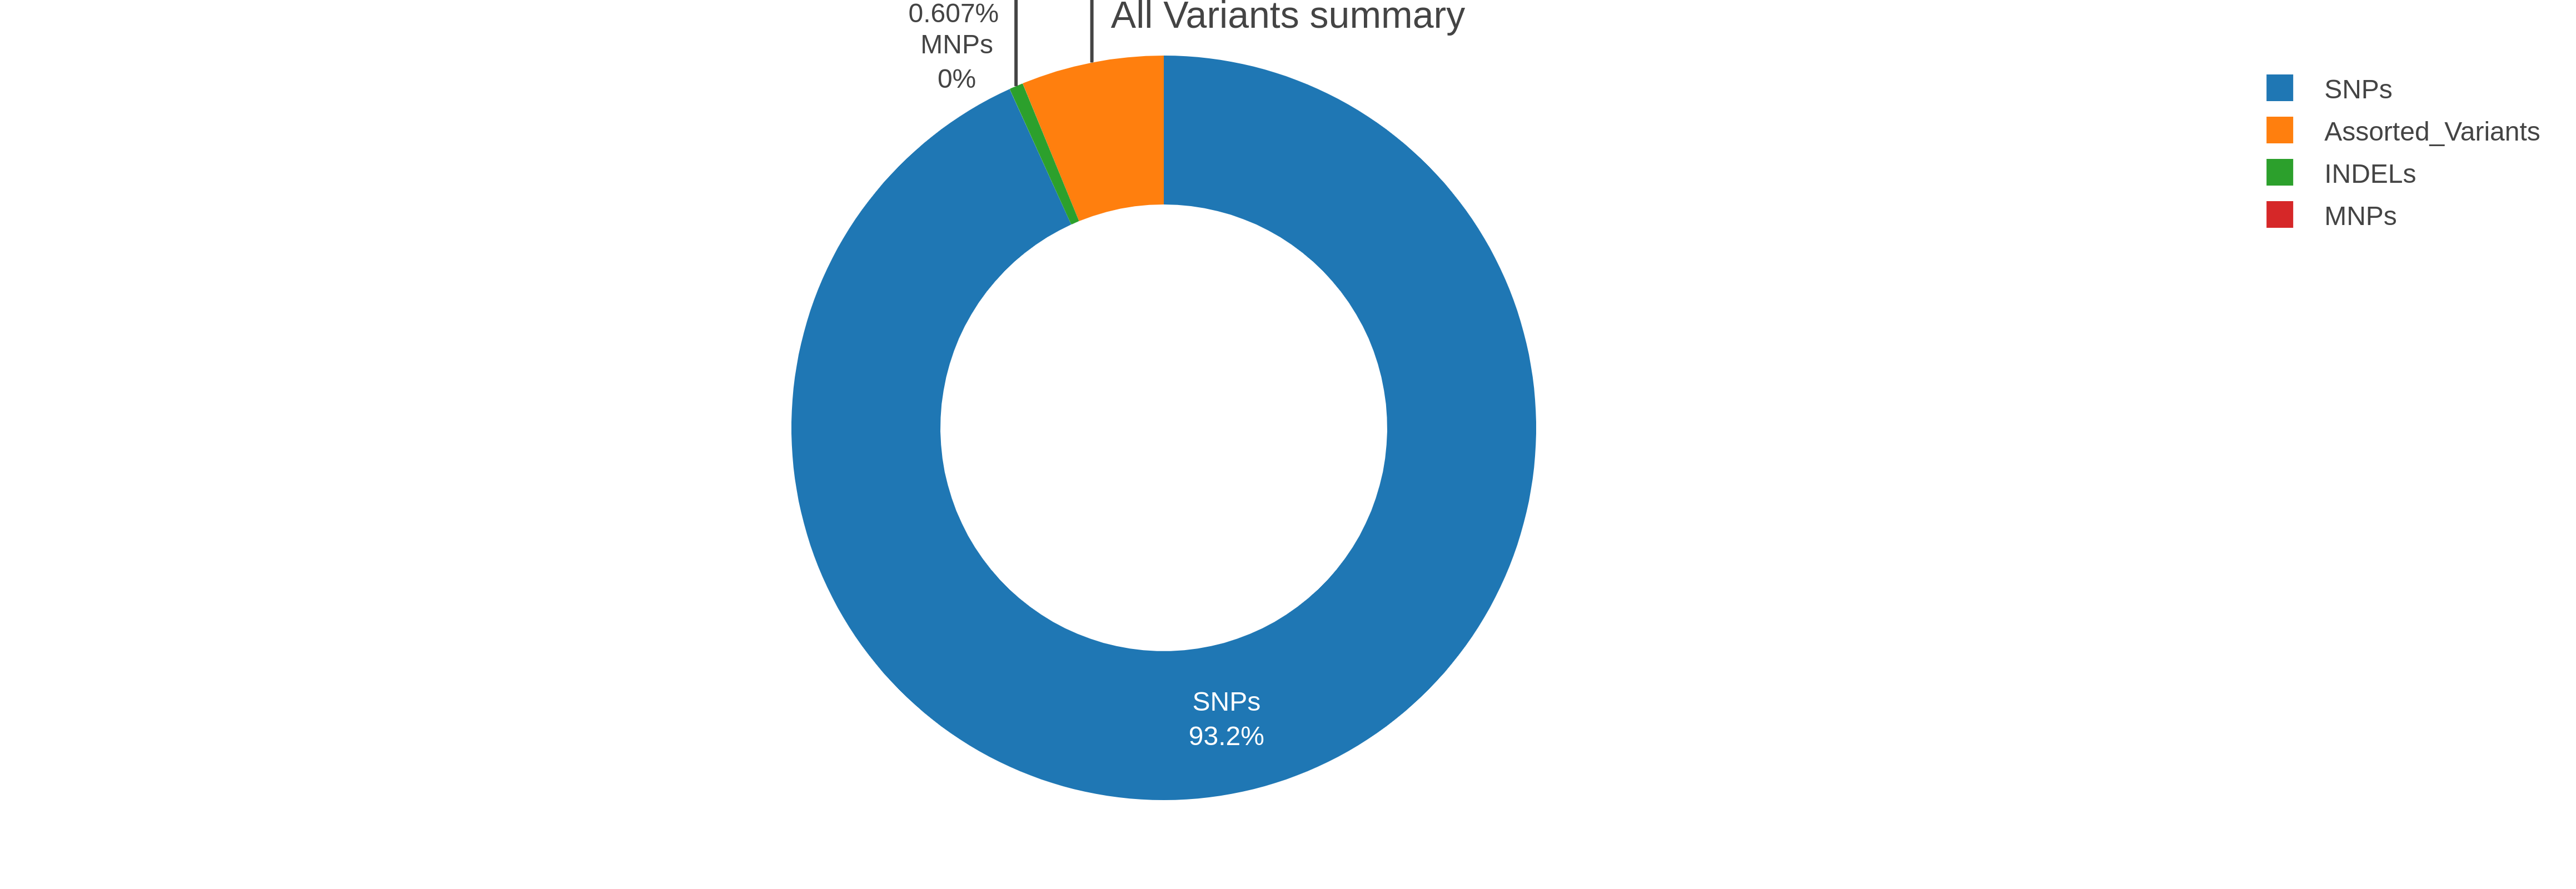 All Variants summary
0.607%
MNPs
0%
SNPs
Assorted_Variants
INDELs
MNPs
SNPs
93.2%